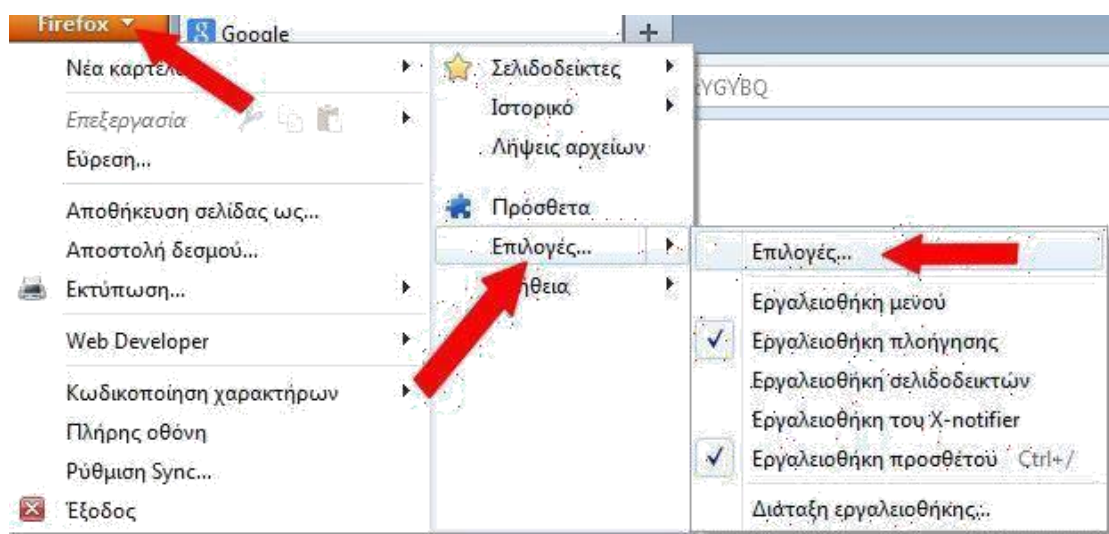 Firefox
Google
+
YGYBQ
Νέα
Επεξεργασία
Εύρεση...
Αποθήκευση σελίδας ως...
Αποστολή δεσμού...
Εκτύπωση...
Web Developer
Κωδικοποίηση χαρακτήρων
Πλήρης οθόνη
Ρύθμιση Sync...
Έξοδος
Σελιδοδείκτες
Ιστορικό
Λήψεις αρχείων
Πρόσθετα
Επιλογές...
Επιλογές...
Εργαλειοθήκη μενού
Εργαλειοθήκη πλοήγησης
Εργαλειοθήκη σελιδοδεικτών
Εργαλειοθήκη του X-notifier
Εργαλειοθήκη προσθέτου Ctrl+/
Διάταξη εργαλειοθήκης...